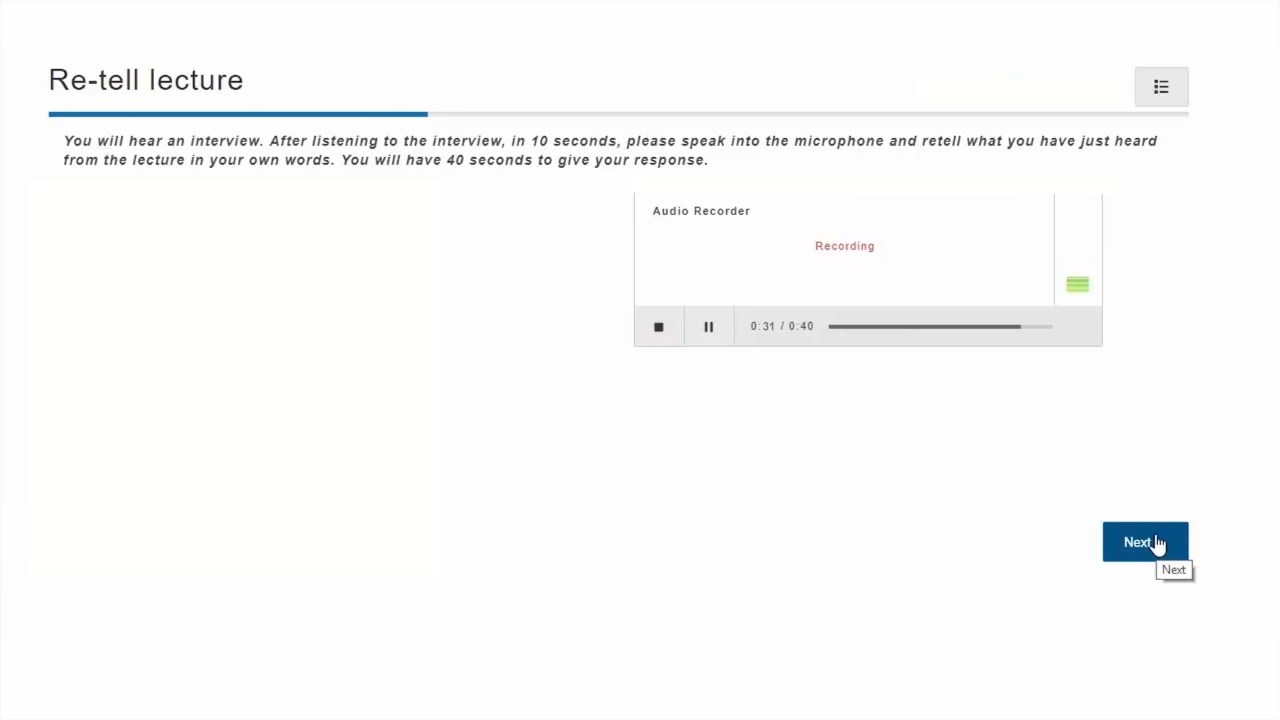 Re-tell lecture
You will hear an interview. After listening to the interview, in 10 seconds, please speak into the microphone and retell what you have just heard
from the lecture in your own words. You will have 40 seconds to give your response.
Audio Recorder
Recording
0:31 / 0:40
Next
Next